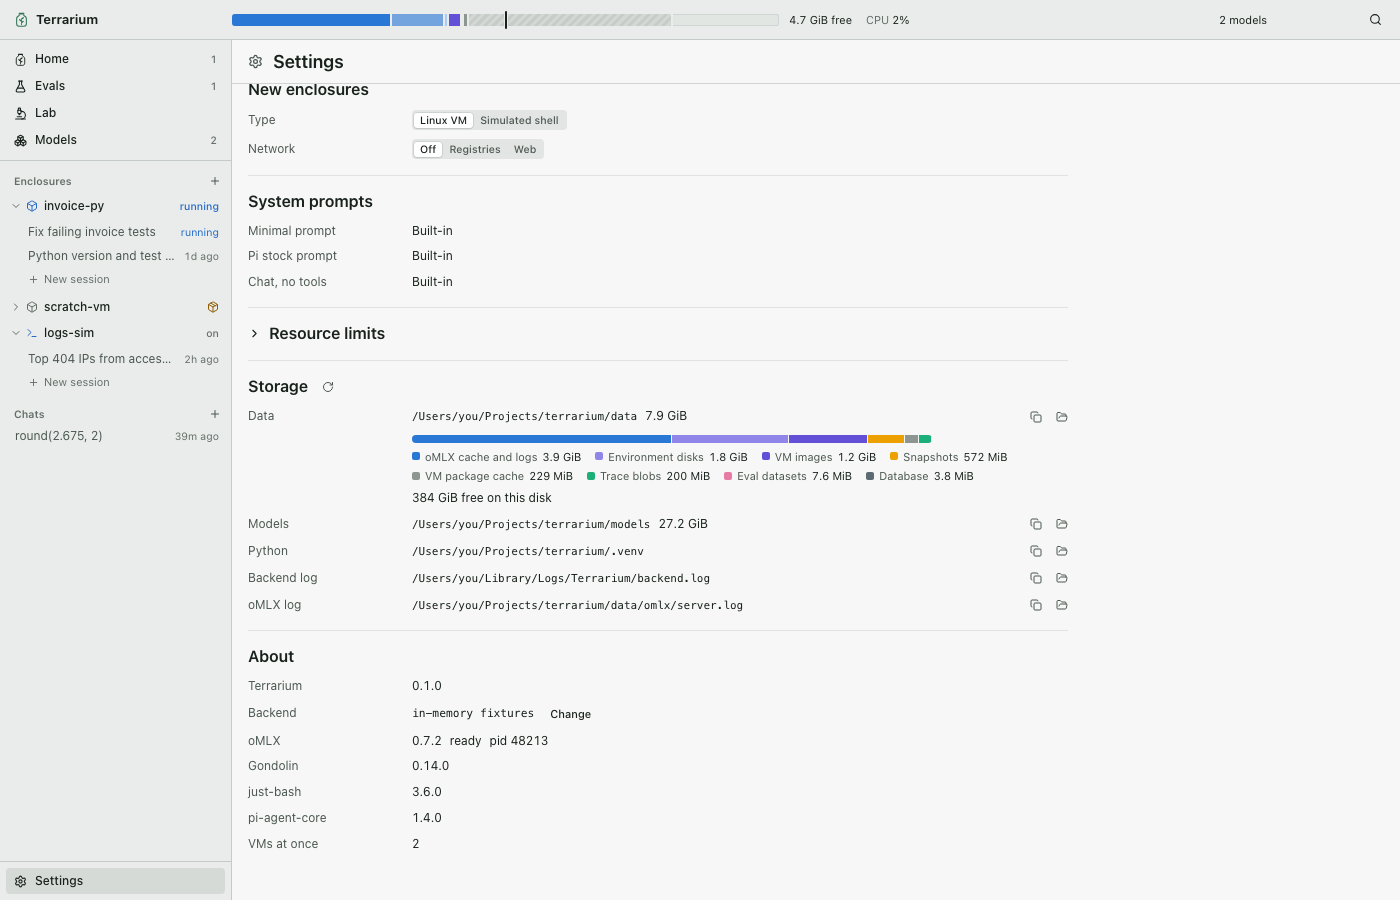 Terrarium
4.7 GiB free CPU 2%
2 models
Home 1
Evals 1
Lab
Models 2
Enclosures
invoice-py running
Fix failing invoice tests running
Python version and test ... 1d ago
New session
scratch-vm
logs-sim on
Top 404 IPs from acces... 2h ago
New session
Chats
round(2.675, 2) 39m ago
Settings
Settings
New enclosures
Type Linux VM Simulated shell
Network Off Registries Web
System prompts
Minimal prompt Built-in
Pi stock prompt Built-in
Chat, no tools Built-in
Resource limits
Storage
Data /Users/you/Projects/terrarium/data 7.9 GiB
oMLX cache and logs 3.9 GiB Environment disks 1.8 GiB VM images 1.2 GiB Snapshots 572 MiB
VM package cache 229 MiB Trace blobs 200 MiB Eval datasets 7.6 MiB Database 3.8 MiB
384 GiB free on this disk
Models /Users/you/Projects/terrarium/models 27.2 GiB
Python /Users/you/Projects/terrarium/.venv
Backend log /Users/you/Library/Logs/Terrarium/backend.log
oMLX log /Users/you/Projects/terrarium/data/omlx/server.log
About
Terrarium 0.1.0
Backend in-memory fixtures Change
oMLX 0.7.2 ready pid 48213
Gondolin 0.14.0
just-bash 3.6.0
pi-agent-core 1.4.0
VMs at once 2